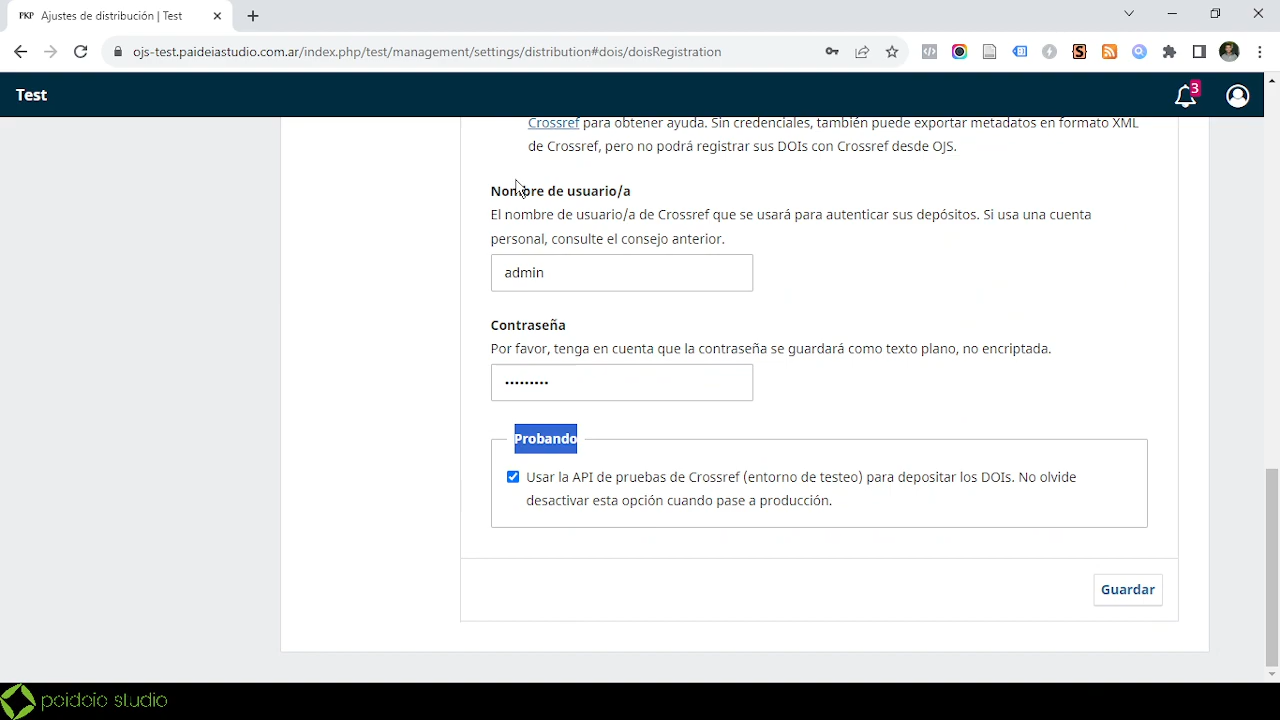 PKP Ajustes de distribución | Test
ojs-test.paideiastudio.com.ar/index.php/test/management/settings/distribution#dois/doisRegistration
Test
3
Crossref para obtener ayuda. Sin credenciales, también puede exportar metadatos en formato XML
de Crossref, pero no podrá registrar sus DOIs con Crossref desde OJS.
Nombre de usuario/a
El nombre de usuario/a de Crossref que se usará para autenticar sus depósitos. Si usa una cuenta
personal, consulte el consejo anterior.
admin
Contraseña
Por favor, tenga en cuenta que la contraseña se guardará como texto plano, no encriptada.
•••••••••
Probando
Usar la API de pruebas de Crossref (entorno de testeo) para depositar los DOIs. No olvide
desactivar esta opción cuando pase a producción.
Guardar
paideia studio